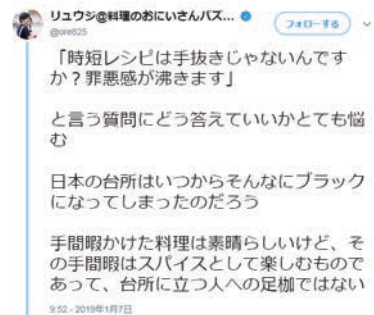 リュウジ@料理のおにいさんバズ...
@ore825
フォローする
「時短レシピは手抜きじゃないんです
か？罪悪感が沸きます」
と言う質問にどう答えていいかとても悩
む
日本の台所はいつからそんなにブラック
になってしまったのだろう
手間暇かけた料理は素晴らしいけど、そ
の手間暇はスパイスとして楽しむもので
あって、台所に立つ人への足枷ではない
9:52 - 2019年1月7日